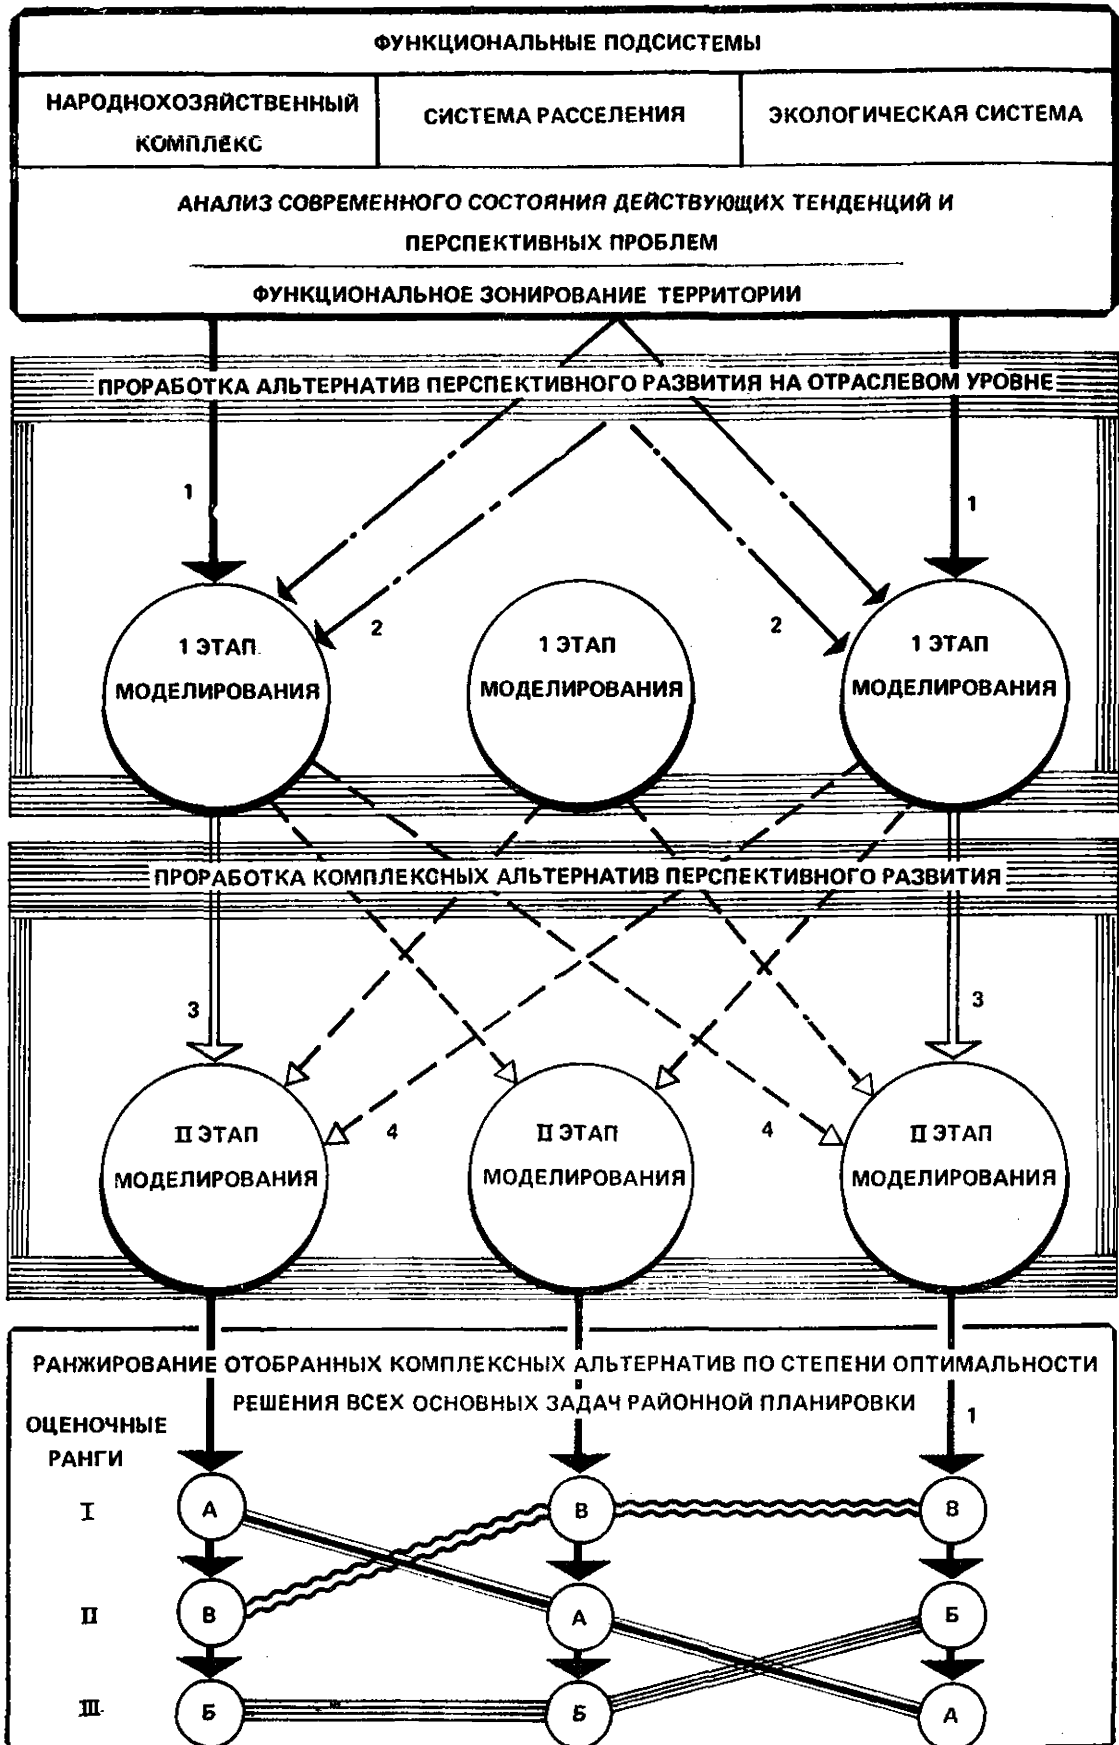 ФУНКЦИОНАЛЬНЫЕ ПОДСИСТЕМЫ
НАРОДНОХОЗЯЙСТВЕННЫЙ
КОМПЛЕКС
СИСТЕМА РАССЕЛЕНИЯ
ЭКОЛОГИЧЕСКАЯ СИСТЕМА
АНАЛИЗ СОВРЕМЕННОГО СОСТОЯНИЯ ДЕЙСТВУЮЩИХ ТЕНДЕНЦИЙ И
ПЕРСПЕКТИВНЫХ ПРОБЛЕМ
ФУНКЦИОНАЛЬНОЕ ЗОНИРОВАНИЕ ТЕРРИТОРИИ
ПРОРАБОТКА АЛЬТЕРНАТИВ ПЕРСПЕКТИВНОГО РАЗВИТИЯ НА ОТРАСЛЕВОМ УРОВНЕ
1
1
2
2
1 ЭТАП
МОДЕЛИРОВАНИЯ
1 ЭТАП
МОДЕЛИРОВАНИЯ
1 ЭТАП
МОДЕЛИРОВАНИЯ
ПРОРАБОТКА КОМПЛЕКСНЫХ АЛЬТЕРНАТИВ ПЕРСПЕКТИВНОГО РАЗВИТИЯ
3
3
4
4
II ЭТАП
МОДЕЛИРОВАНИЯ
II ЭТАП
МОДЕЛИРОВАНИЯ
II ЭТАП
МОДЕЛИРОВАНИЯ
РАНЖИРОВАНИЕ ОТОБРАННЫХ КОМПЛЕКСНЫХ АЛЬТЕРНАТИВ ПО СТЕПЕНИ ОПТИМАЛЬНОСТИ
РЕШЕНИЯ ВСЕХ ОСНОВНЫХ ЗАДАЧ РАЙОННОЙ ПЛАНИРОВКИ
1
ОЦЕНОЧНЫЕ
РАНГИ
I
А
В
В
II
В
А
Б
III
Б
Б
А